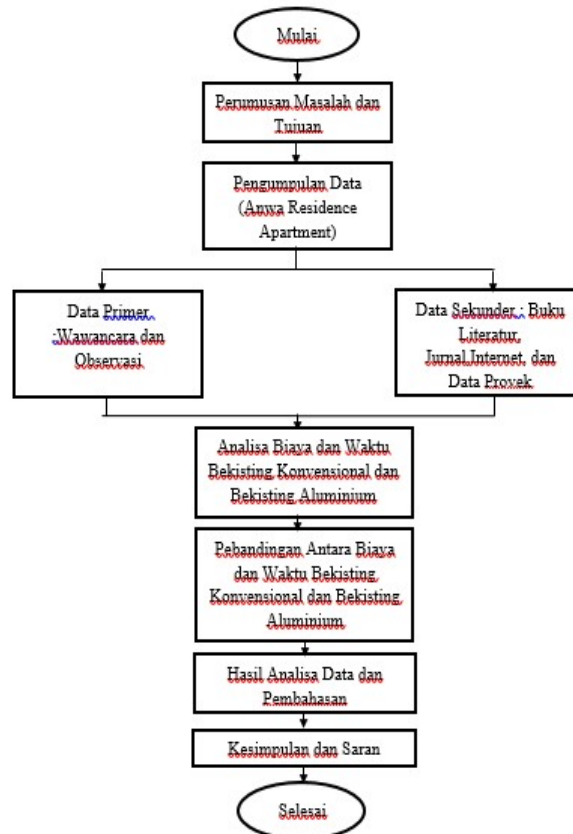 Mulai
Perumusan Masalah dan
Tujuan
Pengumpulan Data
(Anwa Residence
Apartment)
Data Primer
:Wawancara dan
Observasi
Data Sekunder : Buku
Literatur,
Jurnal,Internet, dan
Data Proyek
Analisa Biaya dan Waktu
Bekisting Konvensional dan
Bekisting Aluminium
Pebandingan Antara Biaya
dan Waktu Bekisting
Konvensional dan Bekisting
Aluminium
Hasil Analisa Data dan
Pembahasan
Kesimpulan dan Saran
Selesai